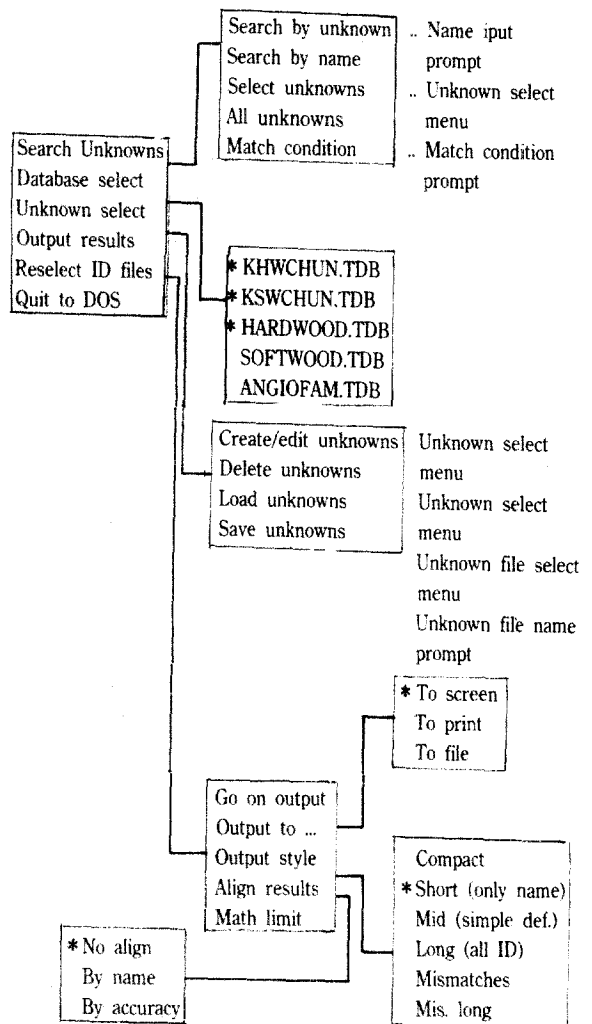 Search by unknown .. Name iput
Search by name prompt
Select unknowns .. Unknown select
All unknowns menu
Match condition .. Match condition
prompt
Search Unknowns
Database select
Unknown select
Output results
Reselect ID files
Quit to DOS
* KHWCHUN.TDB
* KSWCHUN.TDB
* HARDWOOD.TDB
SOFTWOOD.TDB
ANGIOFAM.TDB
Create/edit unknowns Unknown select
Delete unknowns menu
Load unknowns Unknown select
Save unknowns menu
Unknown file select
menu
Unknown file name
prompt
* To screen
To print
To file
Go on output
Output to ...
Output style
Align results
Math limit
Compact
* Short (only name)
Mid (simple def.)
Long (all ID)
Mismatches
Mis. long
* No align
By name
By accuracy